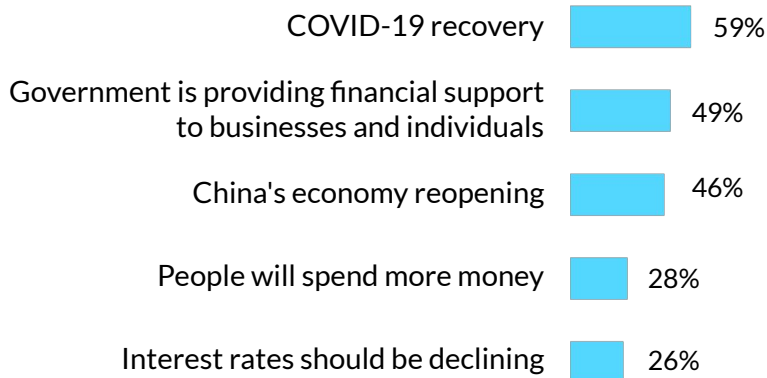 COVID-19 recovery 59%
Government is providing financial support
to businesses and individuals 49%
China's economy reopening 46%
People will spend more money 28%
Interest rates should be declining 26%